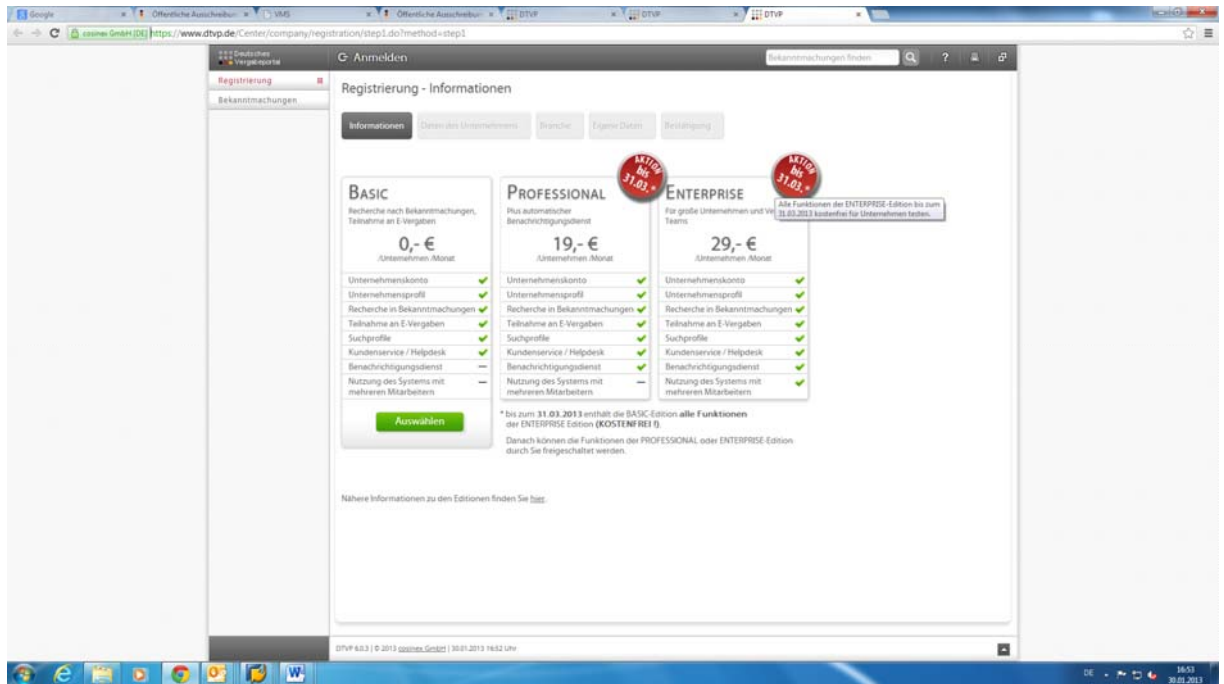 Google
Öffentliche Ausschreibun
VMS
Öffentliche Ausschreibun
DTVP
DTVP
DTVP
cosinex GmbH [DE] https://www.dtvp.de/Center/company/registration/step1.do?method=step1
Deutsches
Vergabeportal
Anmelden
Bekanntmachungen finden
?
Registrierung
Bekanntmachungen
Registrierung - Informationen
Informationen
Daten des Unternehmens
Branche
Eigene Daten
Bestätigung
BASIC
Recherche nach Bekanntmachungen,
Teilnahme an E-Vergaben
0,- €
/Unternehmen /Monat
Unternehmenskonto
Unternehmensprofil
Recherche in Bekanntmachungen
Teilnahme an E-Vergaben
Suchprofile
Kundenservice / Helpdesk
Benachrichtigungsdienst
Nutzung des Systems mit
mehreren Mitarbeitern
Auswählen
AKTION
bis
31.03. *
PROFESSIONAL
Plus automatischer
Benachrichtigungsdienst
19,- €
/Unternehmen /Monat
Unternehmenskonto
Unternehmensprofil
Recherche in Bekanntmachungen
Teilnahme an E-Vergaben
Suchprofile
Kundenservice / Helpdesk
Benachrichtigungsdienst
Nutzung des Systems mit
mehreren Mitarbeitern
AKTION
bis
31.03. *
ENTERPRISE
Für große Unternehmen und Ve
Teams
Alle Funktionen der ENTERPRISE-Edition bis zum
31.03.2013 kostenfrei für Unternehmen testen.
29,- €
/Unternehmen /Monat
Unternehmenskonto
Unternehmensprofil
Recherche in Bekanntmachungen
Teilnahme an E-Vergaben
Suchprofile
Kundenservice / Helpdesk
Benachrichtigungsdienst
Nutzung des Systems mit
mehreren Mitarbeitern
* bis zum 31.03.2013 enthält die BASIC-Edition alle Funktionen
der ENTERPRISE Edition (KOSTENFREI !).
Danach können die Funktionen der PROFESSIONAL oder ENTERPRISE-Edition
durch Sie freigeschaltet werden.
Nähere Informationen zu den Editionen finden Sie hier.
DTVP 6.0.3 | © 2013 cosinex GmbH | 30.01.2013 16:52 Uhr
DE
16:53
30.01.2013